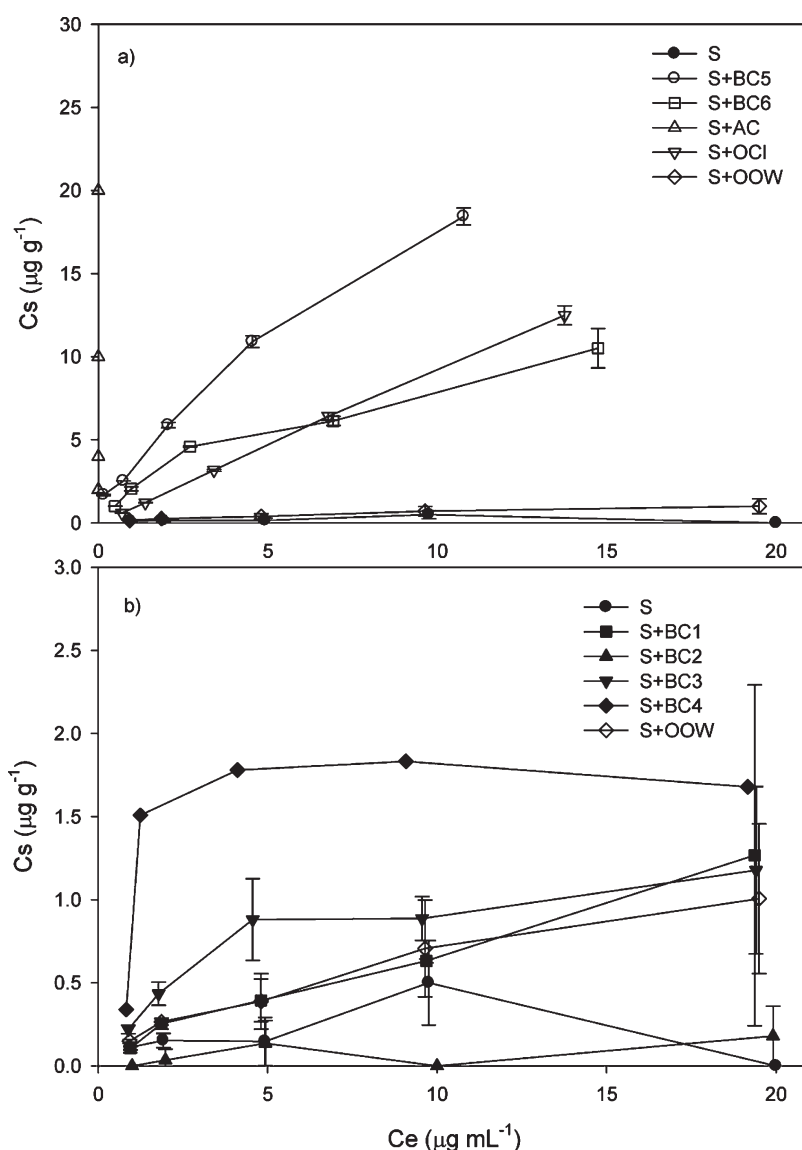 30
25
20
15
10
5
0
Cs (µg g⁻¹)
a)
S
S+BC5
S+BC6
S+AC
S+OCl
S+OOW
0
5
10
15
20
3.0
2.5
2.0
1.5
1.0
0.5
0.0
Cs (µg g⁻¹)
b)
S
S+BC1
S+BC2
S+BC3
S+BC4
S+OOW
0
5
10
15
20
Ce (µg mL⁻¹)